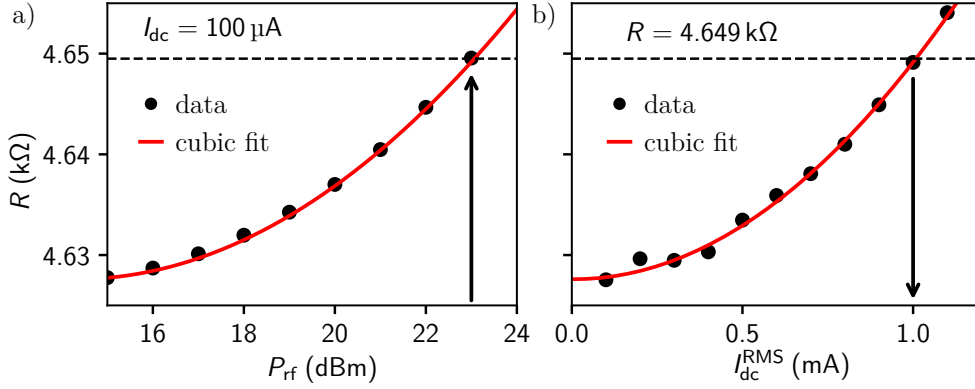 a)
I_dc = 100 µA
data
cubic fit
R (kΩ)
4.65
4.64
4.63
16 18 20 22 24
P_rf (dBm)
b)
R = 4.649 kΩ
data
cubic fit
0.0 0.5 1.0
I_dc^RMS (mA)